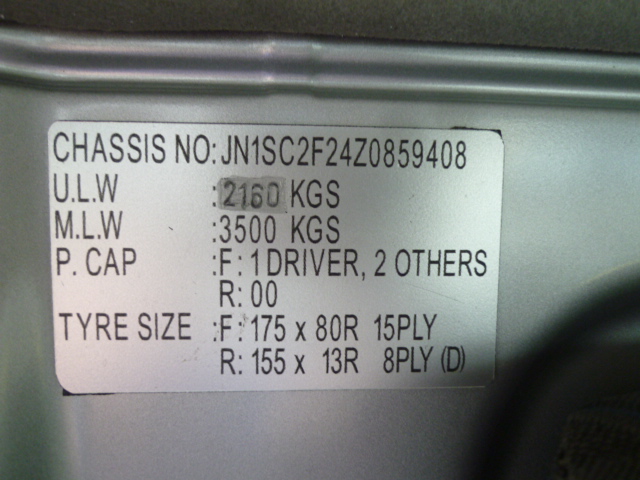 CHASSIS NO: JN1SC2F24Z0859408
U.L.W : 2160 KGS
M.L.W : 3500 KGS
P. CAP : F: 1 DRIVER, 2 OTHERS
R: 00
TYRE SIZE : F: 175 x 80R 15PLY
R: 155 x 13R 8PLY (D)